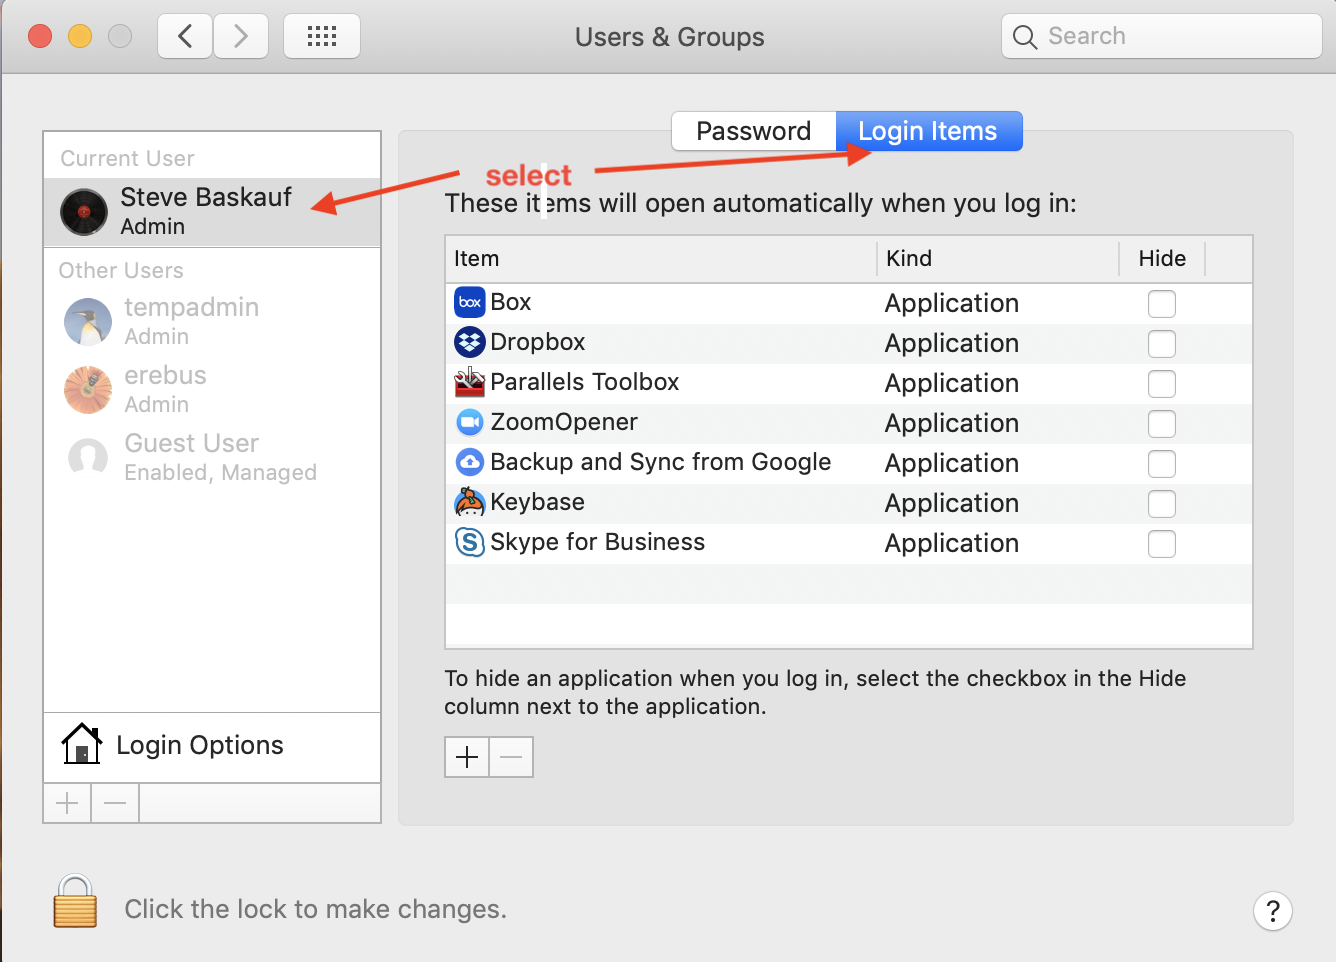 Users & Groups
Search
Current User
Steve Baskauf
Admin
Other Users
tempadmin
Admin
erebus
Admin
Guest User
Enabled, Managed
Login Options
Password
Login Items
select
These items will open automatically when you log in:
Item Kind Hide
box Box Application
Dropbox Application
Parallels Toolbox Application
ZoomOpener Application
Backup and Sync from Google Application
Keybase Application
S Skype for Business Application
To hide an application when you log in, select the checkbox in the Hide
column next to the application.
Click the lock to make changes.
?